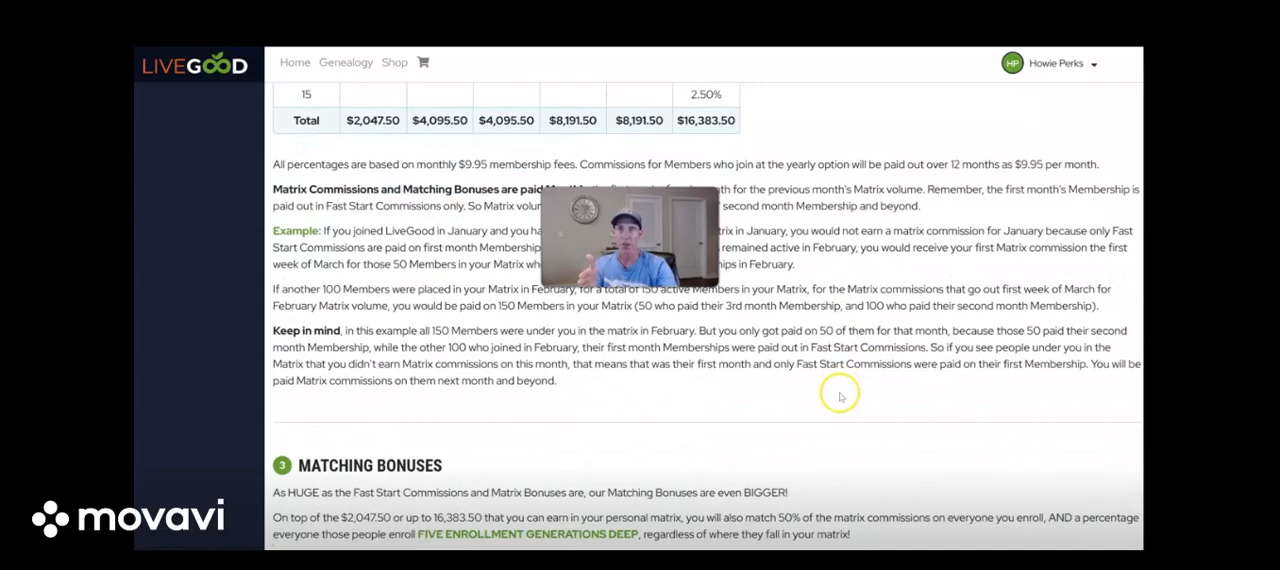 LIVEGOOD
Home Genealogy Shop
HP Howie Perks
15 2.50%
Total $2,047.50 $4,095.50 $4,095.50 $8,191.50 $8,191.50 $16,383.50
All percentages are based on monthly $9.95 membership fees. Commissions for Members who join at the yearly option will be paid out over 12 months as $9.95 per month.
Matrix Commissions and Matching Bonuses are paid for the previous month's Matrix volume. Remember, the first month's Membership is
paid out in Fast Start Commissions only. So Matrix second month Membership and beyond.
Example: If you joined LiveGood in January and you in January, you would not earn a matrix commission for January because only Fast
Start Commissions are paid on first month remained active in February, you would receive your first Matrix commission the first
week of March for those 50 Members in your Matrix in February.
If another 100 Members were placed in your Matrix in February, for a total of 150 active Members in your Matrix, for the Matrix commissions that go out first week of March for
February Matrix volume, you would be paid on 150 Members in your Matrix (50 who paid their 3rd month Membership, and 100 who paid their second month Membership).
Keep in mind, in this example all 150 Members were under you in the matrix in February. But you only got paid on 50 of them for that month, because those 50 paid their second
month Membership, while the other 100 who joined in February, their first month Memberships were paid out in Fast Start Commissions. So if you see people under you in the
Matrix that you didn't earn Matrix commissions on this month, that means that was their first month and only Fast Start Commissions were paid on their first Membership. You will be
paid Matrix commissions on them next month and beyond.
3 MATCHING BONUSES
As HUGE as the Fast Start Commissions and Matrix Bonuses are, our Matching Bonuses are even BIGGER!
On top of the $2,047.50 or up to 16,383.50 that you can earn in your personal matrix, you will also match 50% of the matrix commissions on everyone you enroll, AND a percentage
everyone those people enroll FIVE ENROLLMENT GENERATIONS DEEP, regardless of where they fall in your matrix!
movavi